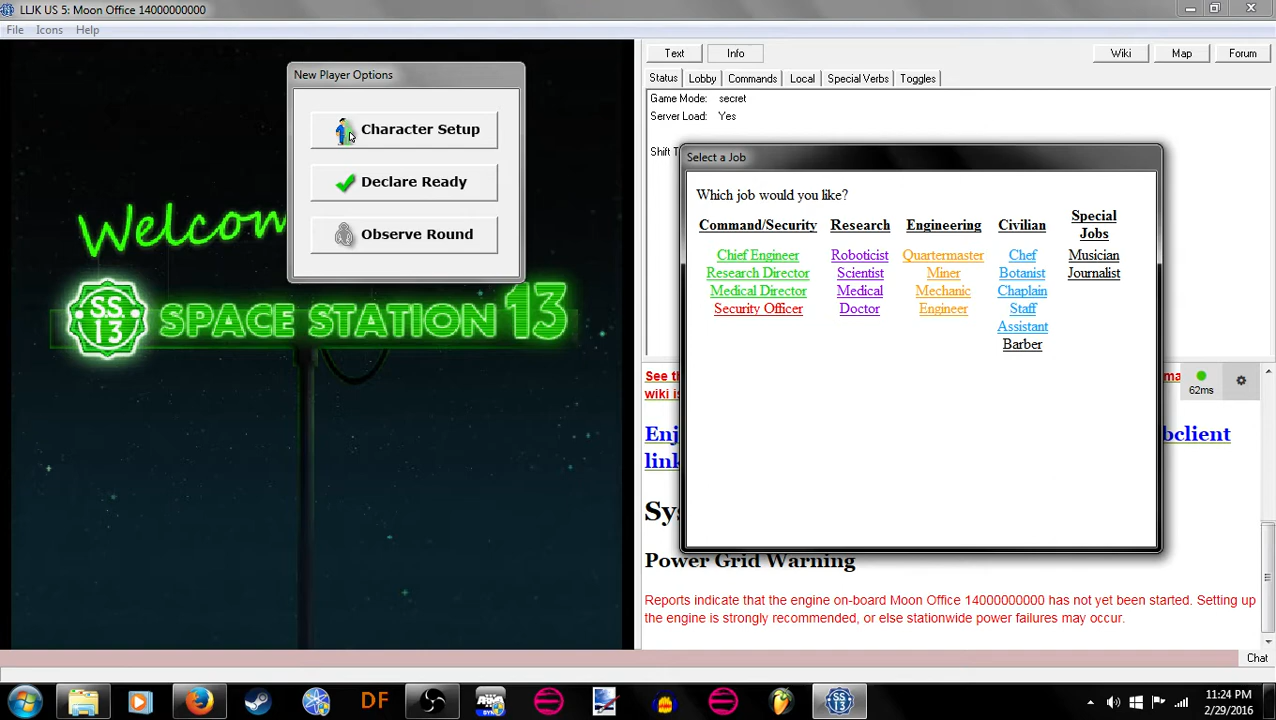 LLJK US 5: Moon Office 14000000000
File Icons Help
New Player Options
Character Setup
Declare Ready
Observe Round
Welcom
S.S. 13
SPACE STATION 13
Text Info Wiki Map Forum
Status Lobby Commands Local Special Verbs Toggles
Game Mode: secret
Server Load: Yes
Shift T
Select a Job
Which job would you like?
Command/Security
Chief Engineer
Research Director
Medical Director
Security Officer
Research
Roboticist
Scientist
Medical
Doctor
Engineering
Quartermaster
Miner
Mechanic
Engineer
Civilian
Chef
Botanist
Chaplain
Staff
Assistant
Barber
Special
Jobs
Musician
Journalist
See th ma
wiki is
62ms
Enj bclient
link
Sys
Power Grid Warning
Reports indicate that the engine on-board Moon Office 14000000000 has not yet been started. Setting up
the engine is strongly recommended, or else stationwide power failures may occur.
Chat
DF
SS
13
11:24 PM
2/29/2016